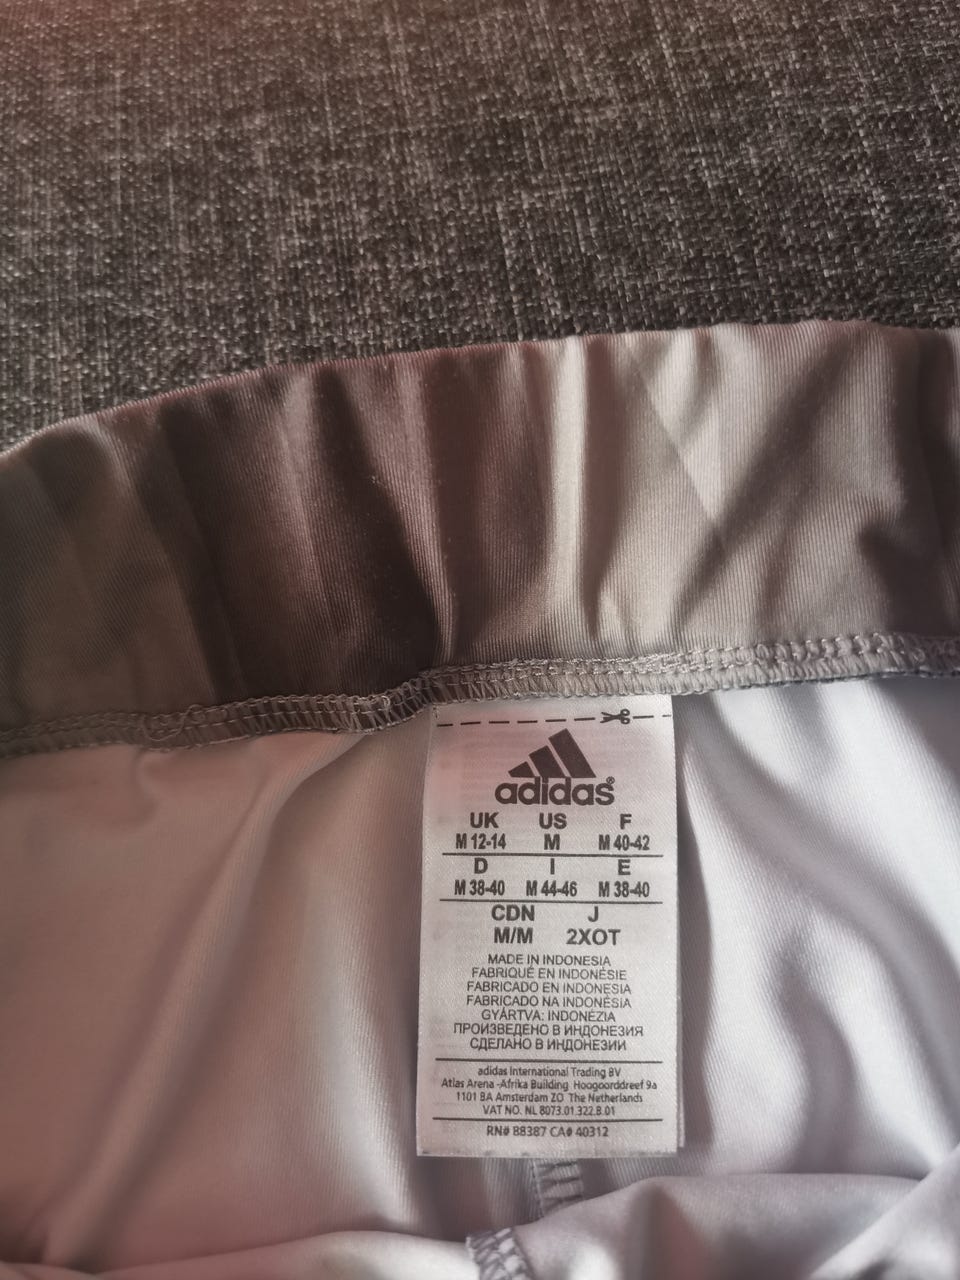 adidas®
UK US F
M 12-14 M M 40-42
D I E
M 38-40 M 44-46 M 38-40
CDN J
M/M 2XOT
MADE IN INDONESIA
FABRIQUÉ EN INDONÉSIE
FABRICADO EN INDONESIA
FABRICADO NA INDONÉSIA
GYÁRTVA: INDONÉZIA
ПРОИЗВЕДЕНО В ИНДОНЕЗИЯ
СДЕЛАНО В ИНДОНЕЗИИ
adidas International Trading BV
Atlas Arena -Afrika Building Hoogoorddreef 9a
1101 BA Amsterdam ZO The Netherlands
VAT NO. NL 8073.01.322.B.01
RN# 88387 CA# 40312